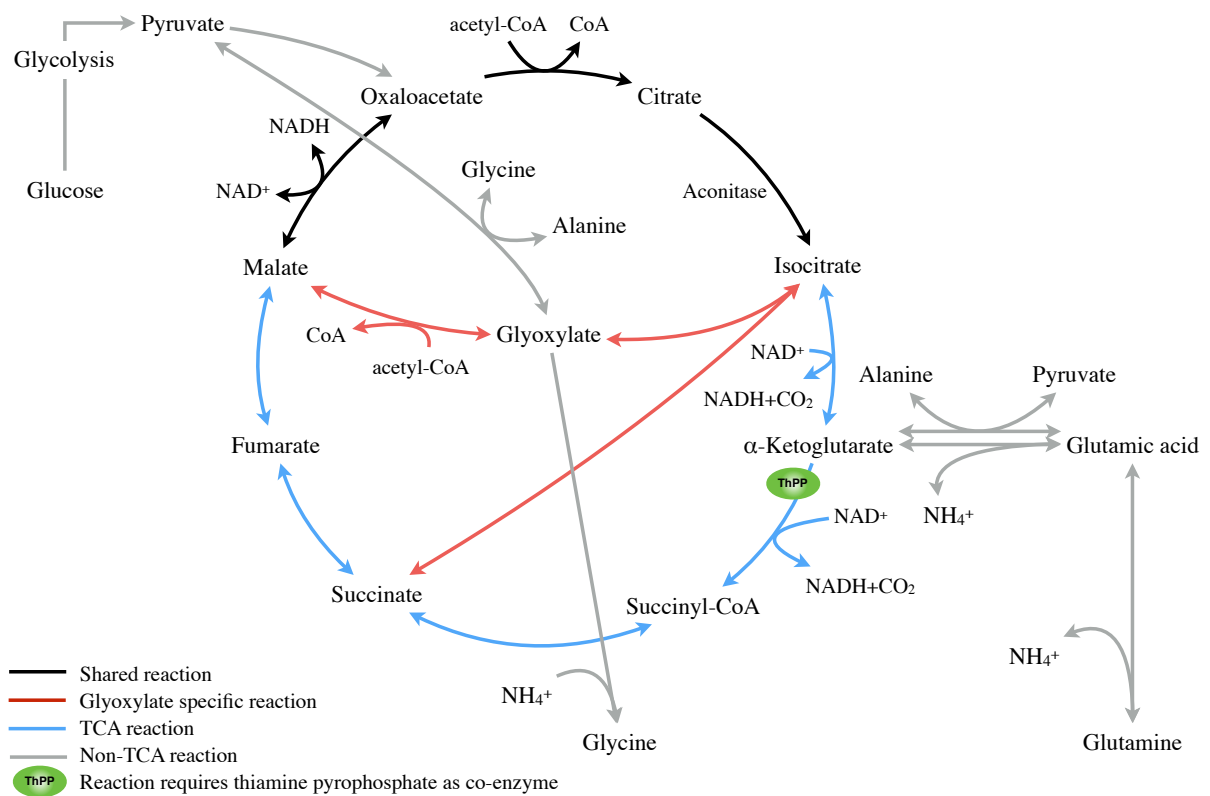 Pyruvate
acetyl-CoA
CoA
Glycolysis
Oxaloacetate
Citrate
NADH
Glycine
Aconitase
NAD⁺
Glucose
Alanine
Malate
Isocitrate
CoA
Glyoxylate
acetyl-CoA
NAD⁺
NADH+CO₂
Alanine
Pyruvate
Fumarate
α-Ketoglutarate
Glutamic acid
ThPP
NAD⁺
NH₄⁺
NADH+CO₂
Succinate
Succinyl-CoA
NH₄⁺
NH₄⁺
Glycine
Glutamine
Shared reaction
Glyoxylate specific reaction
TCA reaction
Non-TCA reaction
ThPP Reaction requires thiamine pyrophosphate as co-enzyme